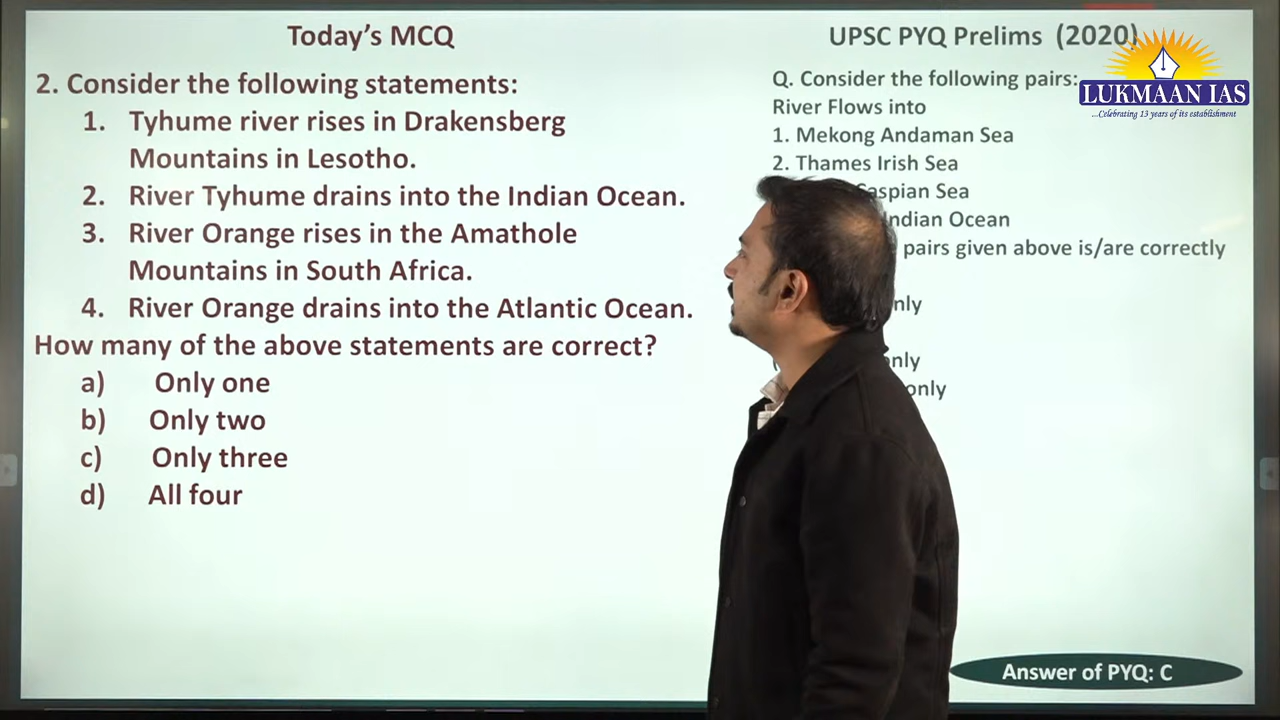 Today's MCQ
2. Consider the following statements:
1. Tyhume river rises in Drakensberg
Mountains in Lesotho.
2. River Tyhume drains into the Indian Ocean.
3. River Orange rises in the Amathole
Mountains in South Africa.
4. River Orange drains into the Atlantic Ocean.
How many of the above statements are correct?
a) Only one
b) Only two
c) Only three
d) All four
UPSC PYQ Prelims (2020)
Q. Consider the following pairs:
River Flows into
1. Mekong Andaman Sea
2. Thames Irish Sea
Caspian Sea
Indian Ocean
pairs given above is/are correctly
only
only
LUKMAAN IAS
...Celebrating 13 years of its establishment
Answer of PYQ: C